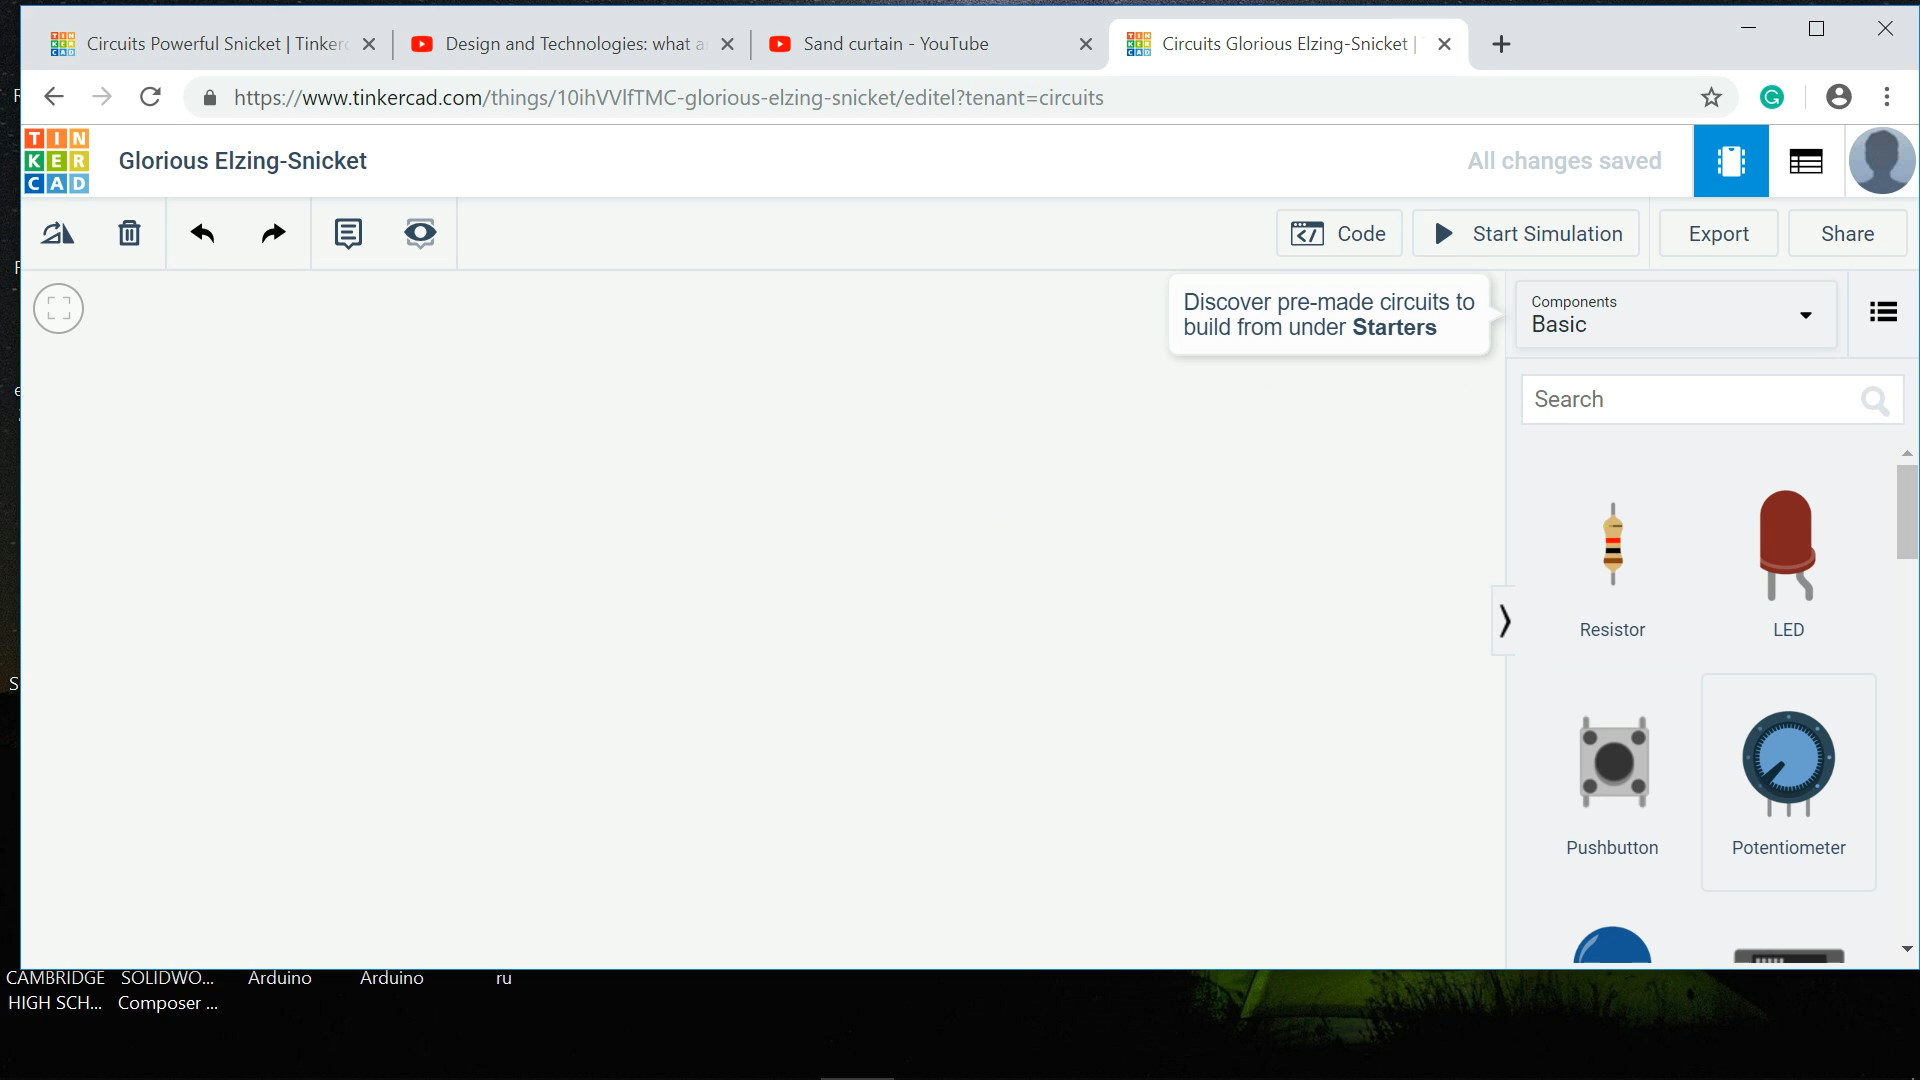 Circuits Powerful Snicket | Tinkerc
Design and Technologies: what a
Sand curtain - YouTube
Circuits Glorious Elzing-Snicket |
https://www.tinkercad.com/things/10ihVVlfTMC-glorious-elzing-snicket/editel?tenant=circuits
TIN
KER
CAD
Glorious Elzing-Snicket
All changes saved
Code
Start Simulation
Export
Share
Discover pre-made circuits to
build from under Starters
Components
Basic
Search
Resistor
LED
Pushbutton
Potentiometer
CAMBRIDGE
HIGH SCH...
SOLIDWO...
Composer ...
Arduino
Arduino
ru